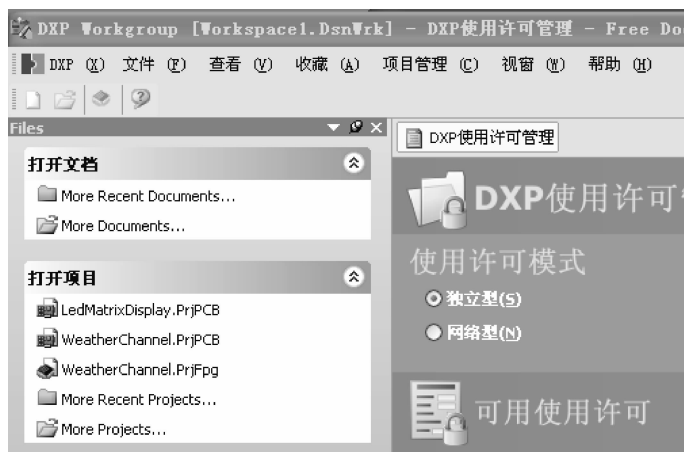 DXP Workgroup [Workspace1.DsnWrk] - DXP使用许可管理 - Free Do
DXP (X) 文件 (F) 查看 (V) 收藏 (A) 项目管理 (C) 视窗 (W) 帮助 (H)
Files
DXP使用许可管理
打开文档
More Recent Documents...
More Documents...
DXP使用许可
使用许可模式
独立型(S)
网络型(N)
打开项目
LedMatrixDisplay.PrjPCB
WeatherChannel.PrjPCB
WeatherChannel.PrjFpg
More Recent Projects...
More Projects...
可用使用许可